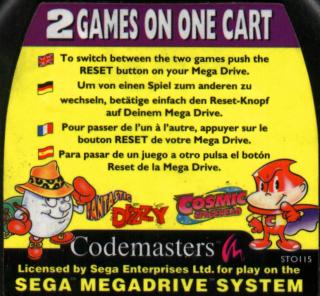 2 GAMES ON ONE CART
To switch between the two games push the
RESET button on your Mega Drive.
Um von einen Spiel zum anderen zu
wechseln, betätige einfach den Reset-Knopf
auf Deinem Mega Drive.
Pour passer de l'un à l'autre, appuyer sur le
bouton RESET de votre Mega Drive.
Para pasar de un juego a otro pulsa el botón
Reset de la Mega Drive.
FANTASTIC
DIZZY
COSMIC
SPACEHEAD
Codemasters™
STO115
Licensed by Sega Enterprises Ltd. for play on the
SEGA™ MEGADRIVE™ SYSTEM